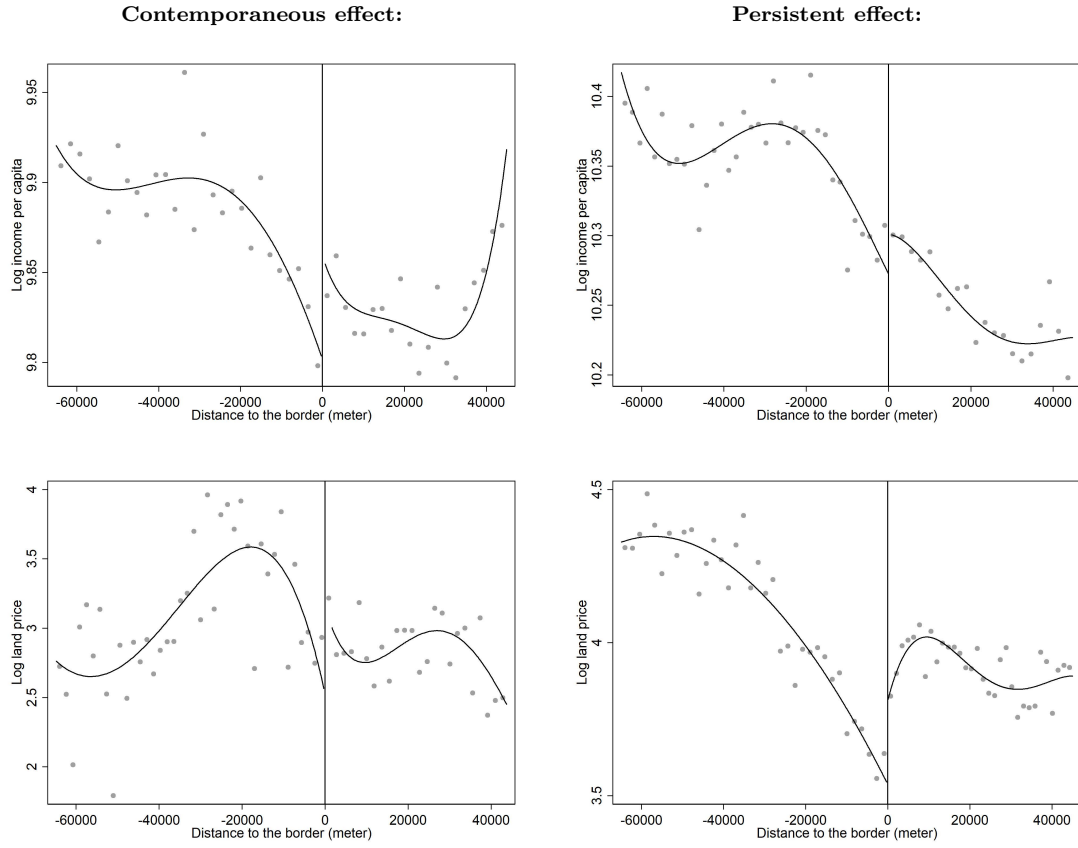 Contemporaneous effect:
Persistent effect:
Log income per capita
9.95
9.9
9.85
9.8
-60000 -40000 -20000 0 20000 40000
Distance to the border (meter)
Log income per capita
10.4
10.35
10.3
10.25
10.2
-60000 -40000 -20000 0 20000 40000
Distance to the border (meter)
Log land price
4
3.5
3
2.5
2
-60000 -40000 -20000 0 20000 40000
Distance to the border (meter)
Log land price
4.5
4
3.5
-60000 -40000 -20000 0 20000 40000
Distance to the border (meter)